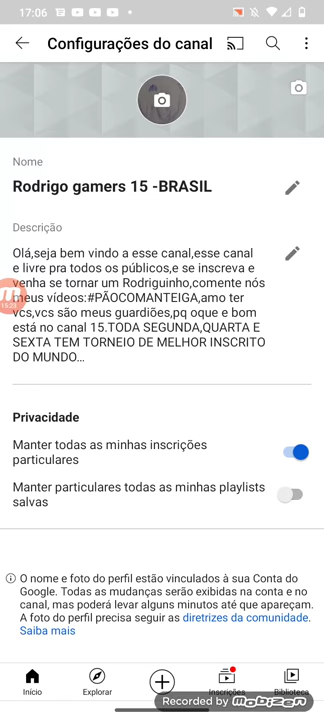 17:06
Configurações do canal
Nome
Rodrigo gamers 15 -BRASIL
Descrição
Olá,seja bem vindo a esse canal,esse canal
e livre pra todos os públicos,e se inscreva e
venha se tornar um Rodriguinho,comente nós
meus vídeos:#PÃOCOMANTEIGA,amo ter
vcs,vcs são meus guardiões,pq oque e bom
está no canal 15.TODA SEGUNDA,QUARTA E
SEXTA TEM TORNEIO DE MELHOR INSCRITO
DO MUNDO...
Privacidade
Manter todas as minhas inscrições
particulares
Manter particulares todas as minhas playlists
salvas
O nome e foto do perfil estão vinculados à sua Conta do
Google. Todas as mudanças serão exibidas na conta e no
canal, mas poderá levar alguns minutos até que apareçam.
A foto do perfil precisa seguir as diretrizes da comunidade.
Saiba mais
Início
Explorar
Inscrições
Biblioteca
Recorded by mobizen